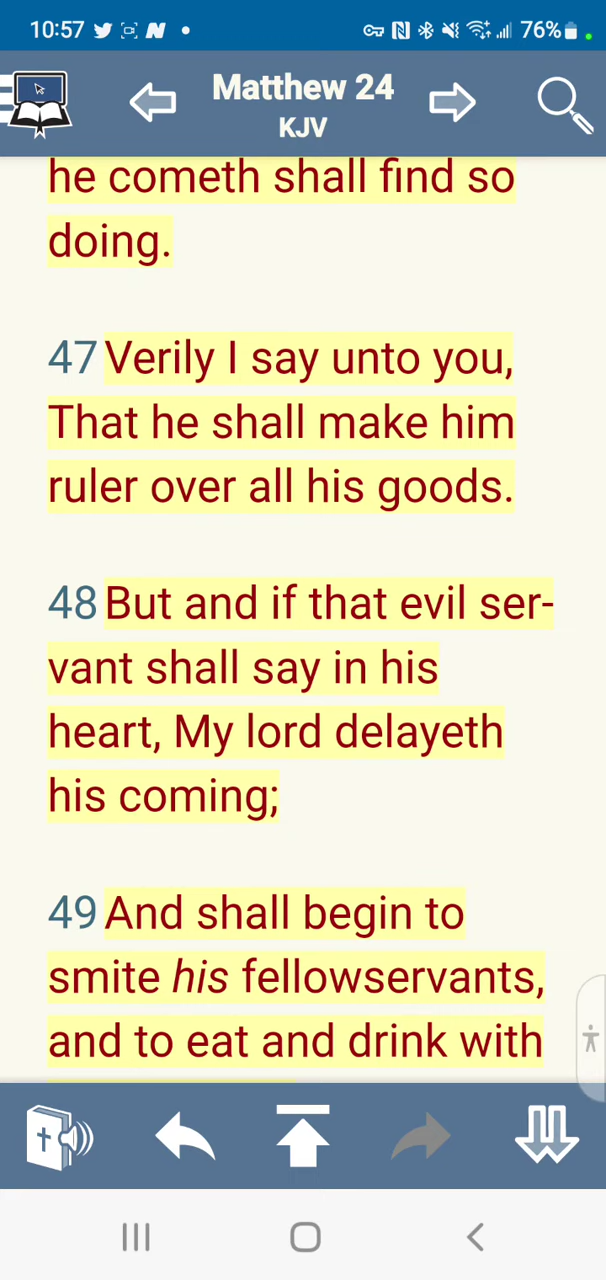 10:57 76%
Matthew 24
KJV
he cometh shall find so
doing.
47 Verily I say unto you,
That he shall make him
ruler over all his goods.
48 But and if that evil ser-
vant shall say in his
heart, My lord delayeth
his coming;
49 And shall begin to
smite his fellowservants,
and to eat and drink with